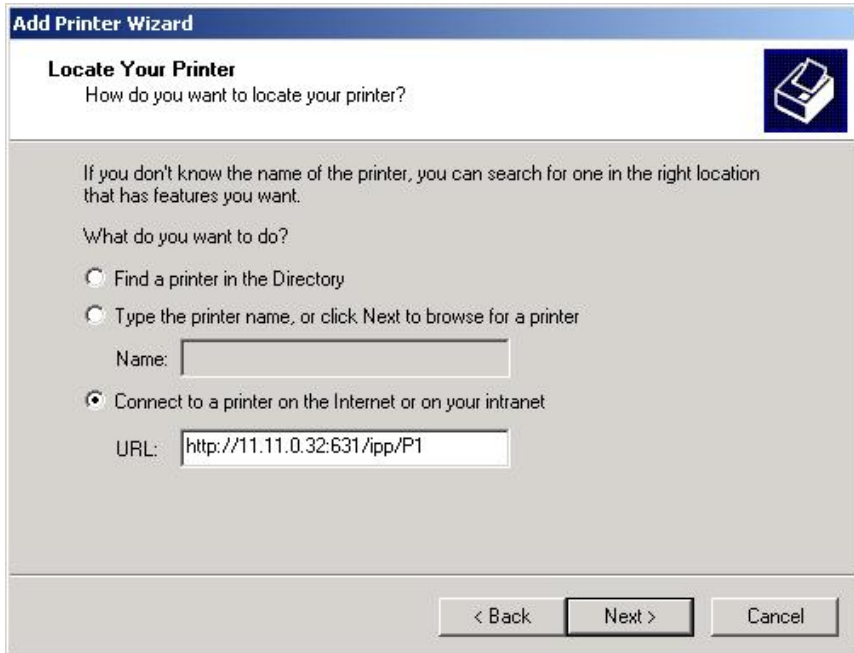 Add Printer Wizard
Locate Your Printer
How do you want to locate your printer?
If you don't know the name of the printer, you can search for one in the right location
that has features you want.
What do you want to do?
Find a printer in the Directory
Type the printer name, or click Next to browse for a printer
Name:
Connect to a printer on the Internet or on your intranet
URL: http://11.11.0.32:631/ipp/P1
< Back Next > Cancel